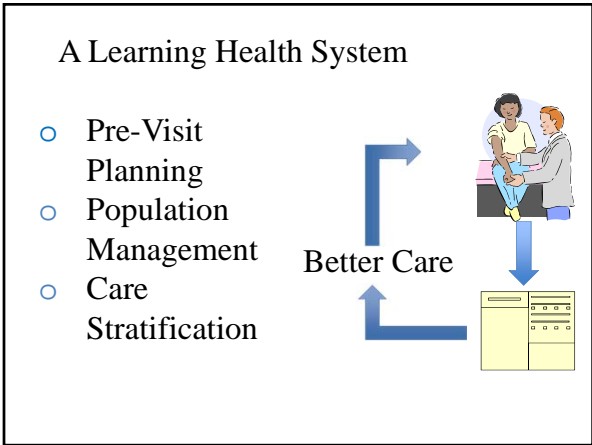 A Learning Health System
Pre-Visit
Planning
Population
Management
Care
Stratification
Better Care